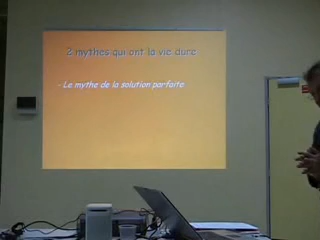 2 mythes qui ont la vie dure
- Le mythe de la solution parfaite